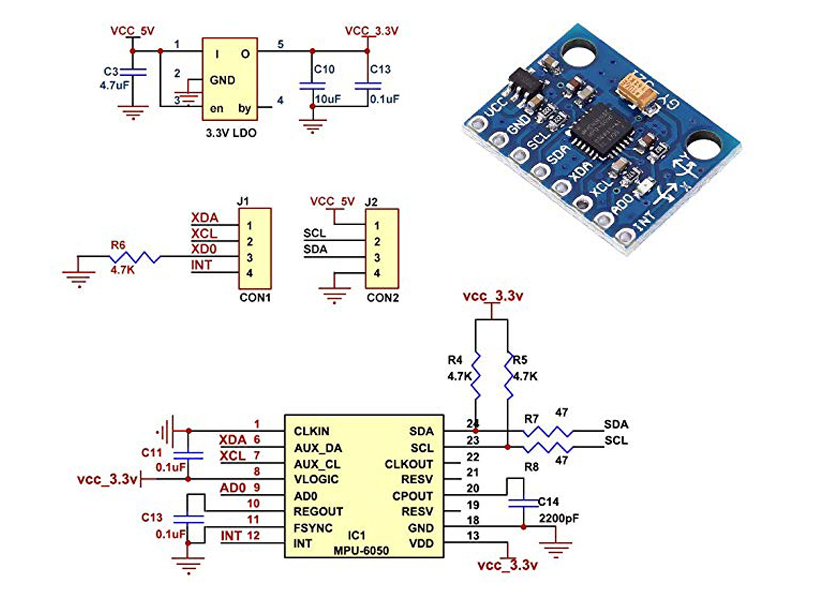 VCC_5V
VCC_3.3V
1
I
O
5
C3
4.7uF
2
GND
C10
10uF
C13
0.1uF
3
en
by
4
3.3V LDO
VCC
GND
SCL
SDA
XDA
XCL
ADO
INT
GY-521
Y
X
J1
XDA
1
XCL
2
R6
XD0
3
4.7K
INT
4
CON1
VCC_5V
J2
1
SCL
2
SDA
3
4
CON2
vcc_3.3v
R4
4.7K
R5
4.7K
R7
47
SDA
SCL
47
R8
1
CLKIN
SDA
24
XDA 6
AUX_DA
SCL
23
C11
0.1uF
XCL 7
AUX_CL
CLKOUT
22
vcc_3.3v
8
VLOGIC
RESV
21
AD0 9
AD0
CPOUT
20
C14
2200pF
10
REGOUT
RESV
19
C13
0.1uF
11
FSYNC
GND
18
INT 12
INT
IC1
MPU-6050
VDD
13
vcc_3.3v